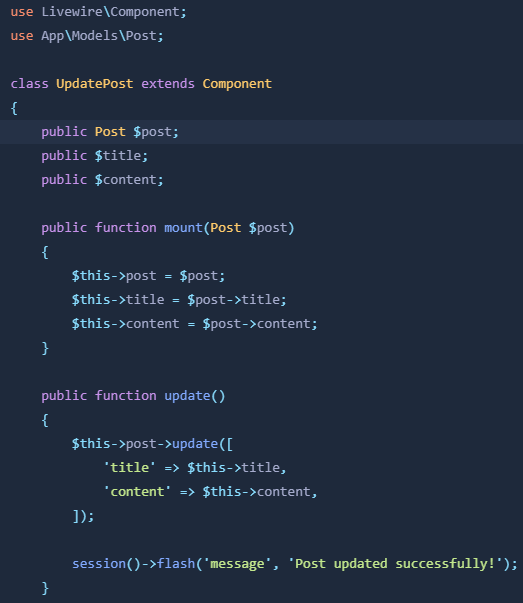 use Livewire\Component;
use App\Models\Post;

class UpdatePost extends Component
{
    public Post $post;
    public $title;
    public $content;

    public function mount(Post $post)
    {
        $this->post = $post;
        $this->title = $post->title;
        $this->content = $post->content;
    }

    public function update()
    {
        $this->post->update([
            'title' => $this->title,
            'content' => $this->content,
        ]);

        session()->flash('message', 'Post updated successfully!');
    }